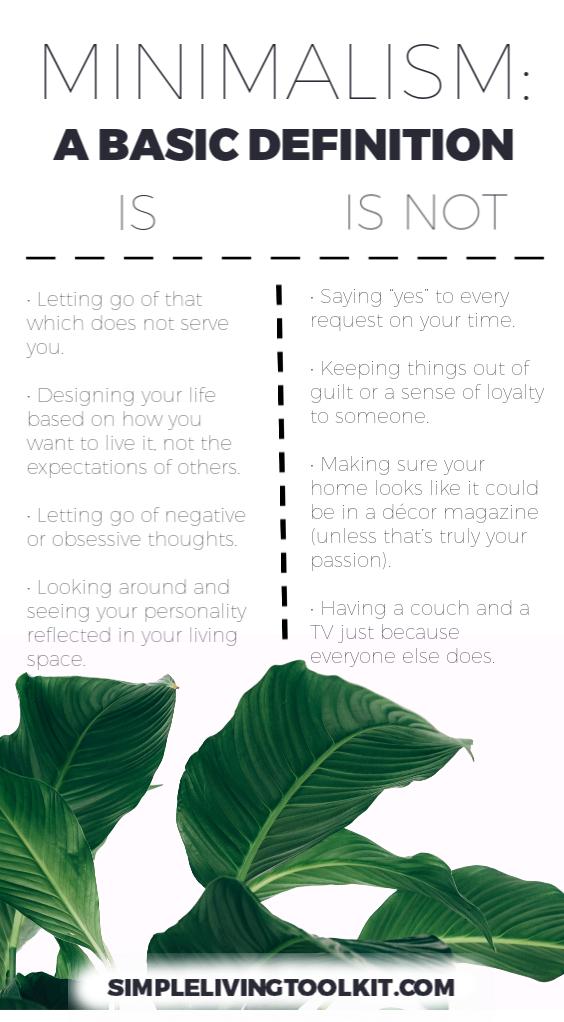 MINIMALISM:
A BASIC DEFINITION
IS
IS NOT
· Letting go of that
which does not serve
you.
· Designing your life
based on how you
want to live it, not the
expectations of others.
· Letting go of negative
or obsessive thoughts.
· Looking around and
seeing your personality
reflected in your living
space.
· Saying "yes" to every
request on your time.
· Keeping things out of
guilt or a sense of loyalty
to someone.
· Making sure your
home looks like it could
be in a décor magazine
(unless that's truly your
passion).
· Having a couch and a
TV just because
everyone else does.
SIMPLELIVINGTOOLKIT.COM